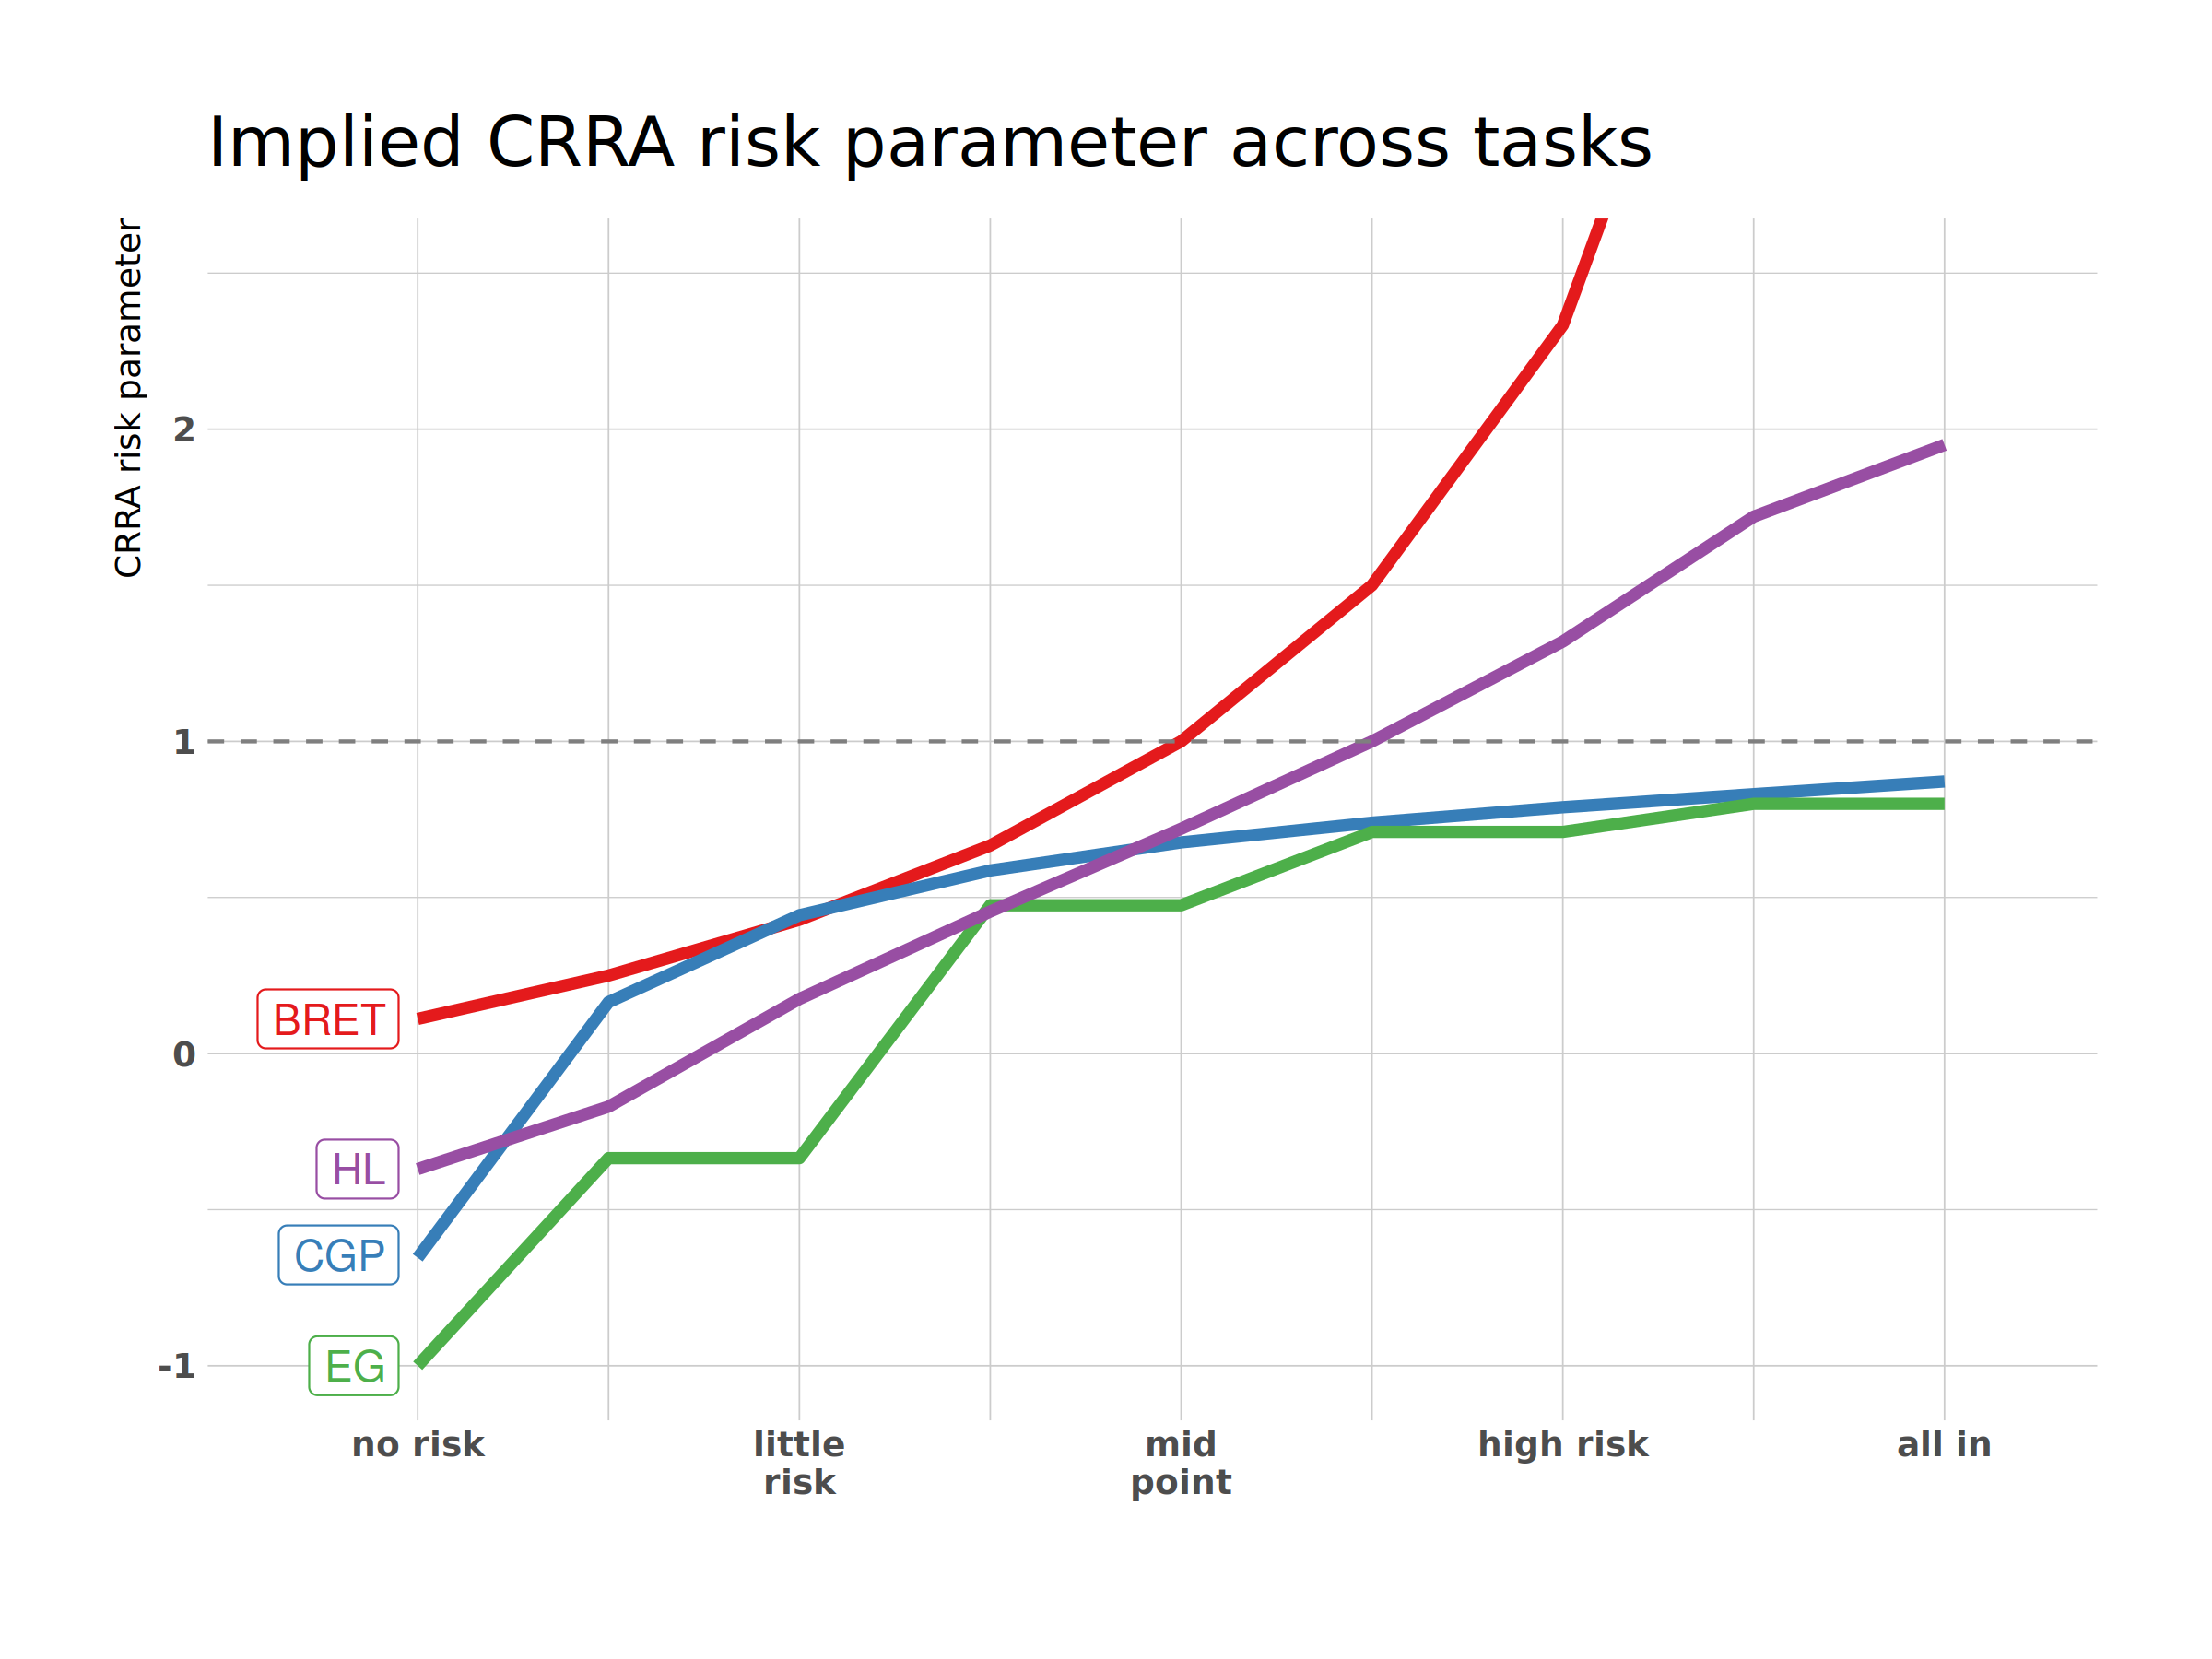 Implied CRRA risk parameter across tasks
CRRA risk parameter
2
1
0
-1
BRET
HL
CGP
EG
no risk
little
risk
mid
point
high risk
all in